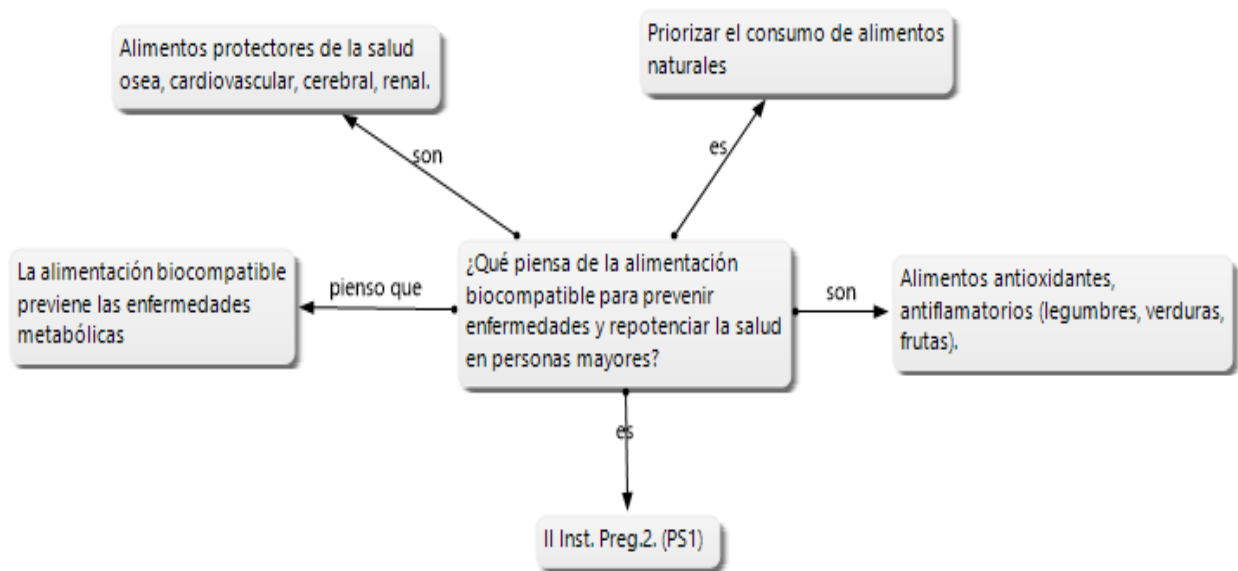 Alimentos protectores de la salud
osea, cardiovascular, cerebral, renal.
Priorizar el consumo de alimentos
naturales
son
es
La alimentación biocompatible
previene las enfermedades
metabólicas
pienso que
¿Qué piensa de la alimentación
biocompatible para prevenir
enfermedades y repotenciar la salud
en personas mayores?
son
Alimentos antioxidantes,
antiflamatorios (legumbres, verduras,
frutas).
es
II Inst. Preg.2. (PS1)